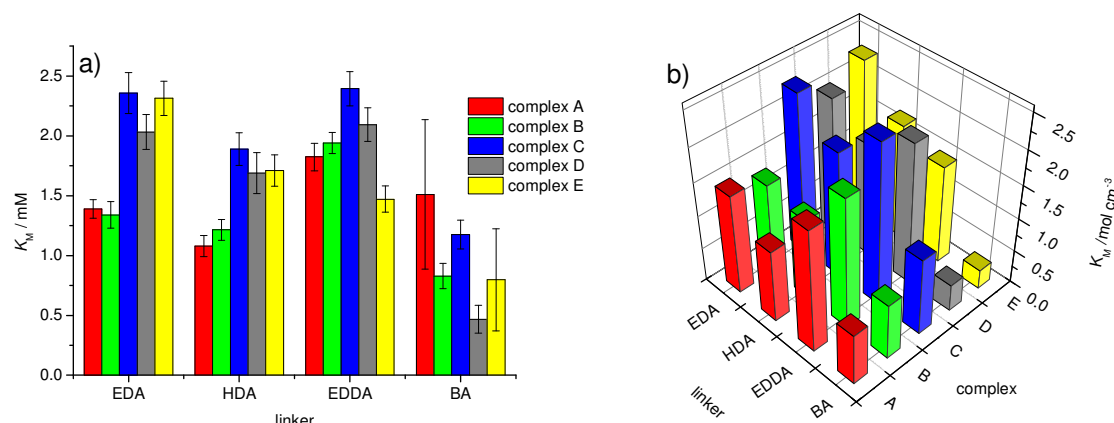 a)
2.5
2.0
1.5
1.0
0.5
0.0
K_M / mM
EDA
HDA
EDDA
BA
linker
complex A
complex B
complex C
complex D
complex E
b)
2.5
2.0
1.5
1.0
0.5
0.0
K_M /mol cm⁻³
EDA
HDA
EDDA
BA
linker
A
B
C
D
E
complex